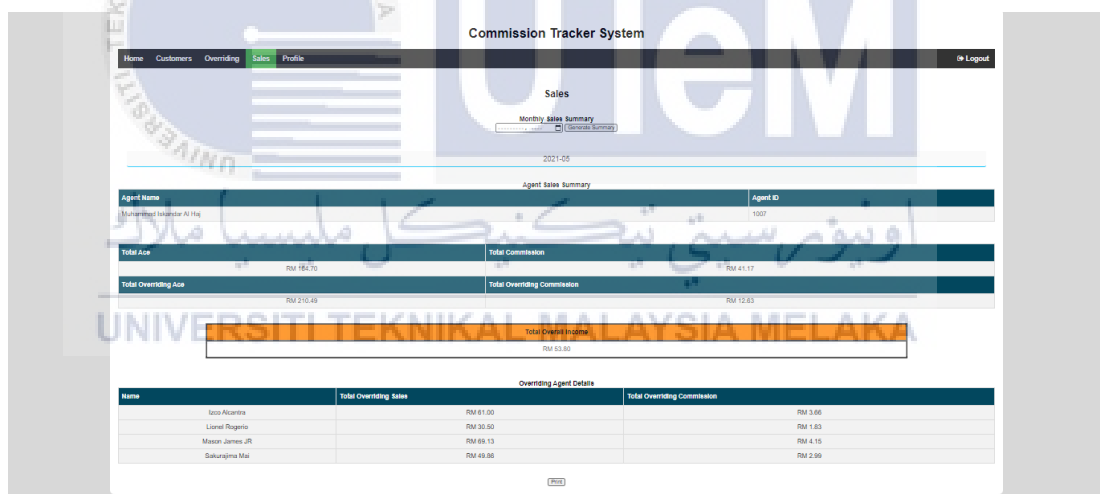 Commission Tracker System
Home Customers Overriding Sales Profile Logout
Sales
Monthly Sales Summary
Generate Summary
2021-05
Agent Sales Summary
Agent Name Agent ID
Muhammad Iskandar Al Haj 1007
Total Ace Total Commission
RM 164.70 RM 41.17
Total Overriding Ace Total Overriding Commission
RM 210.49 RM 12.63
Total Overall Income
RM 53.80
Overriding Agent Details
Name Total Overriding Sales Total Overriding Commission
Izco Alcantra RM 61.00 RM 3.66
Lionel Rogerio RM 30.50 RM 1.83
Mason James JR RM 69.13 RM 4.15
Sakurajima Mai RM 49.86 RM 2.99
Print
UTeM
اونيۏرسيتي تيكنيكل مليسيا ملاك
UNIVERSITI TEKNIKAL MALAYSIA MELAKA